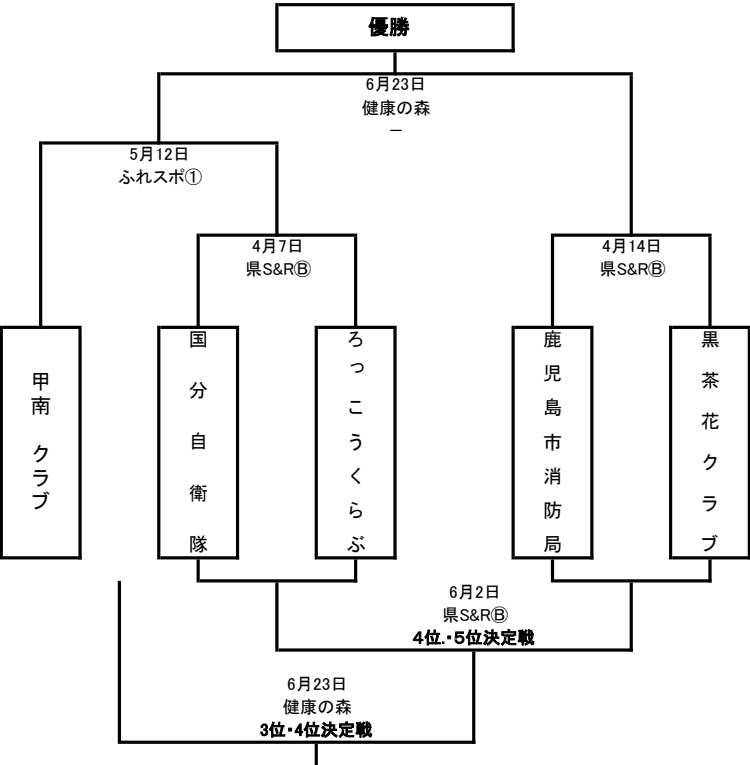 優勝
6月23日
健康の森
－
5月12日
ふれスポ①
4月7日
県S&RⒷ
4月14日
県S&RⒷ
甲南　クラブ
国分自衛隊
ろっこうくらぶ
鹿児島市消防局
黒茶花クラブ
6月2日
県S&RⒷ
4位.・5位決定戦
6月23日
健康の森
3位・4位決定戦